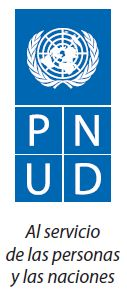 P N
U D
Al servicio
de las personas
y las naciones